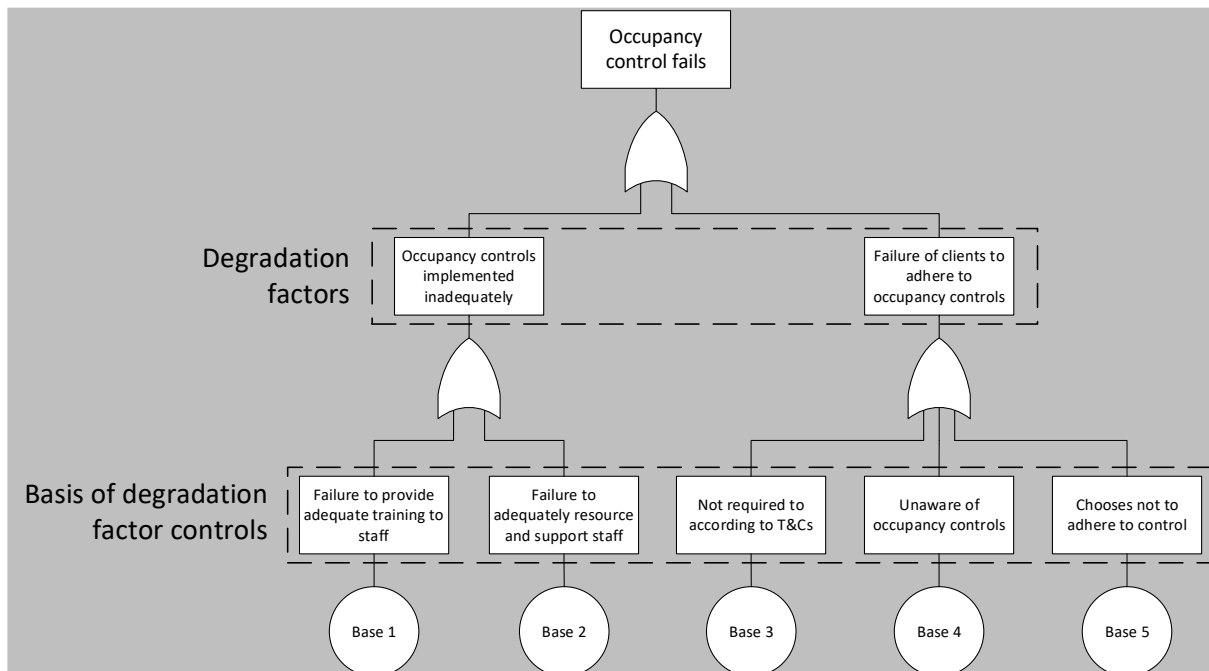 Occupancy
control fails
Degradation
factors
Occupancy controls
implemented
inadequately
Failure of clients to
adhere to
occupancy controls
Basis of degradation
factor controls
Failure to provide
adequate training to
staff
Failure to
adequately resource
and support staff
Not required to
according to T&Cs
Unaware of
occupancy controls
Chooses not to
adhere to control
Base 1
Base 2
Base 3
Base 4
Base 5